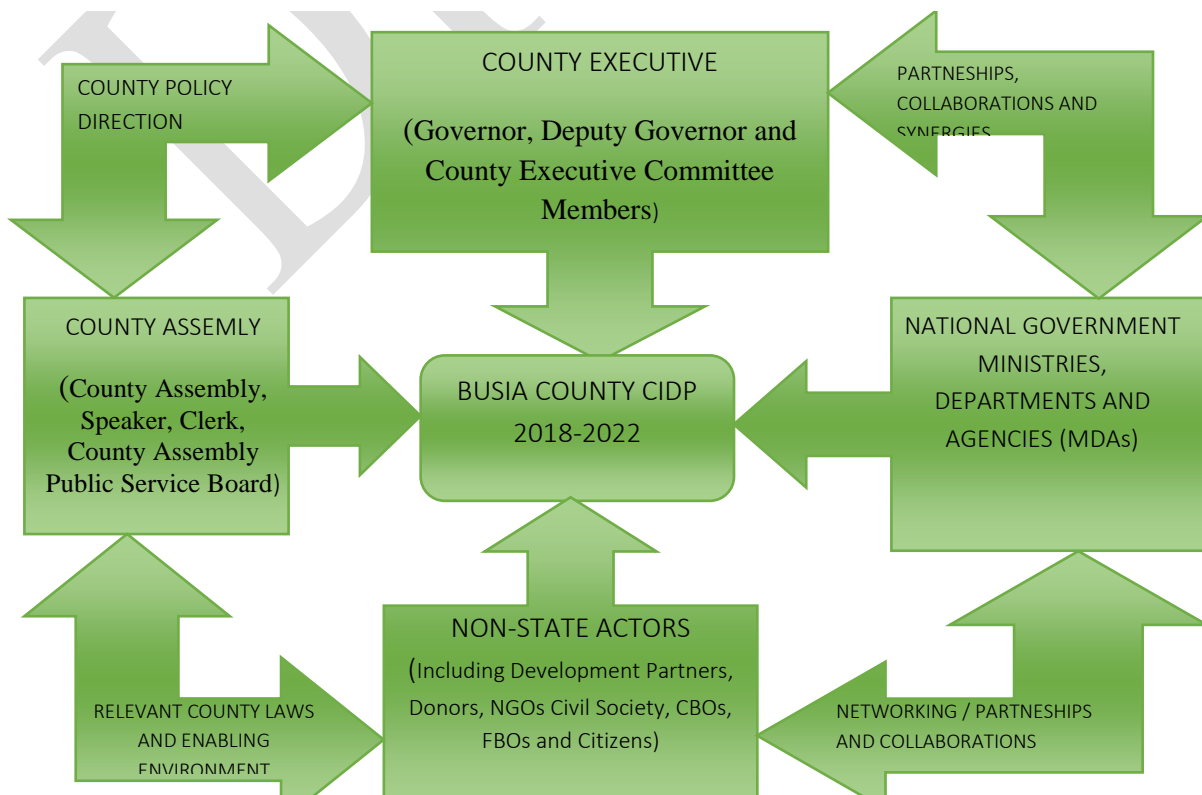 COUNTY EXECUTIVE
(Governor, Deputy Governor and
County Executive Committee
Members)
COUNTY POLICY
DIRECTION
PARTNESHIPS,
COLLABORATIONS AND
SYNERGIES
COUNTY ASSEMLY
(County Assembly,
Speaker, Clerk,
County Assembly
Public Service Board)
BUSIA COUNTY CIDP
2018-2022
NATIONAL GOVERNMENT
MINISTRIES,
DEPARTMENTS AND
AGENCIES (MDAs)
NON-STATE ACTORS
(Including Development Partners,
Donors, NGOs Civil Society, CBOs,
FBOs and Citizens)
RELEVANT COUNTY LAWS
AND ENABLING
ENVIRONMENT
NETWORKING / PARTNESHIPS
AND COLLABORATIONS